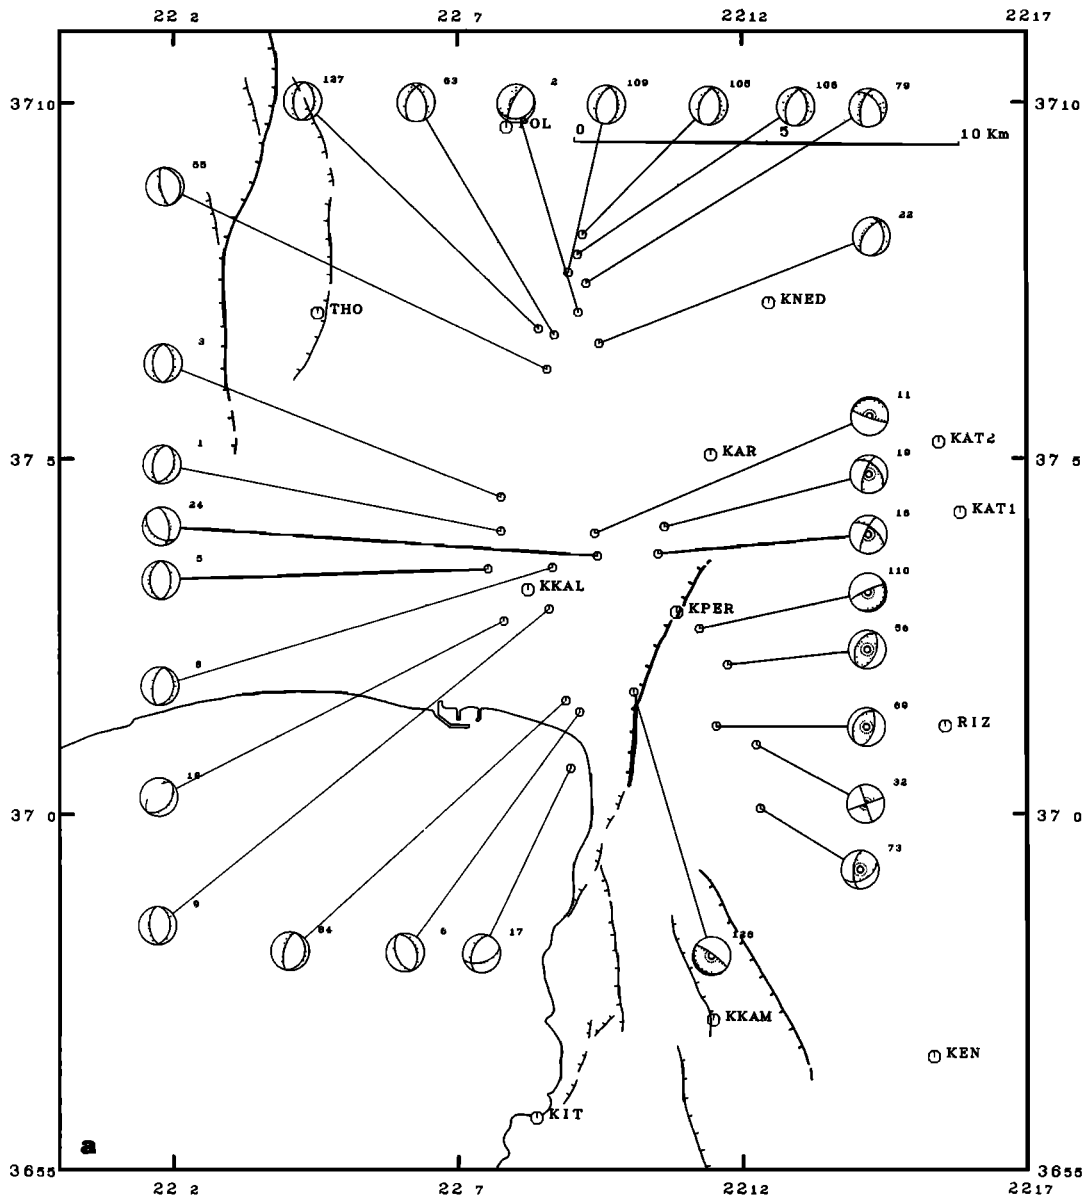 22 2 22 7 2212 2217
127 63 2 109 105 106 79
3710 POL 0 5 10 Km 3710
55
22
KNED
THO
3
11
KAT2
1 KAR 19
37 5 37 5
24 KAT1
16
5 KKAL 110
KPER
56
8
69 RIZ
18 32
37 0 37 0
73
9 84 6 17 126
KKAM
KEN
KIT
a
3655 3655
22 2 22 7 2212 2217